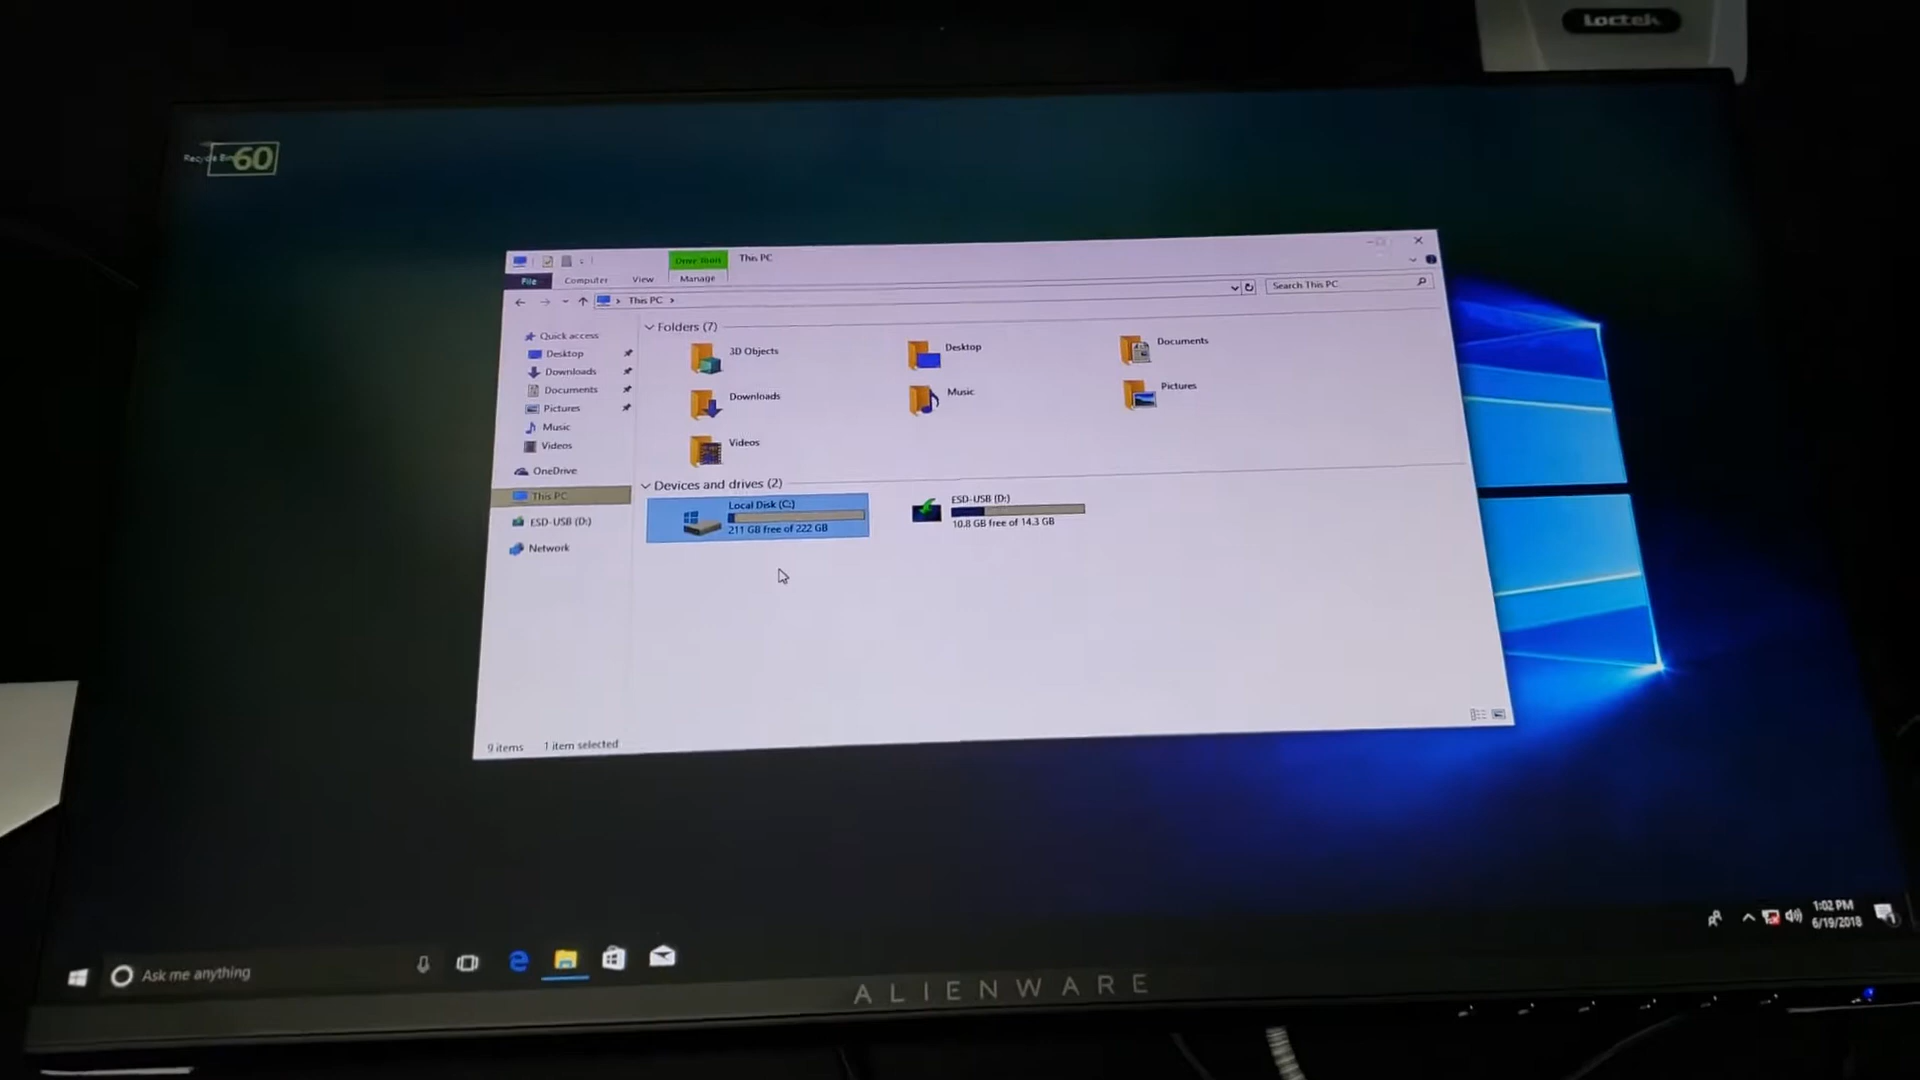 Loctek
Recycle Bin
60
Drive Tools
This PC
File
Computer
View
Manage
This PC
Search This PC
Quick access
Desktop
Downloads
Documents
Pictures
Music
Videos
OneDrive
This PC
ESD-USB (D:)
Network
Folders (7)
3D Objects
Desktop
Documents
Downloads
Music
Pictures
Videos
Devices and drives (2)
Local Disk (C:)
211 GB free of 222 GB
ESD-USB (D:)
10.8 GB free of 14.3 GB
9 items
1 item selected
Ask me anything
1:02 PM
6/19/2018
ALIENWARE